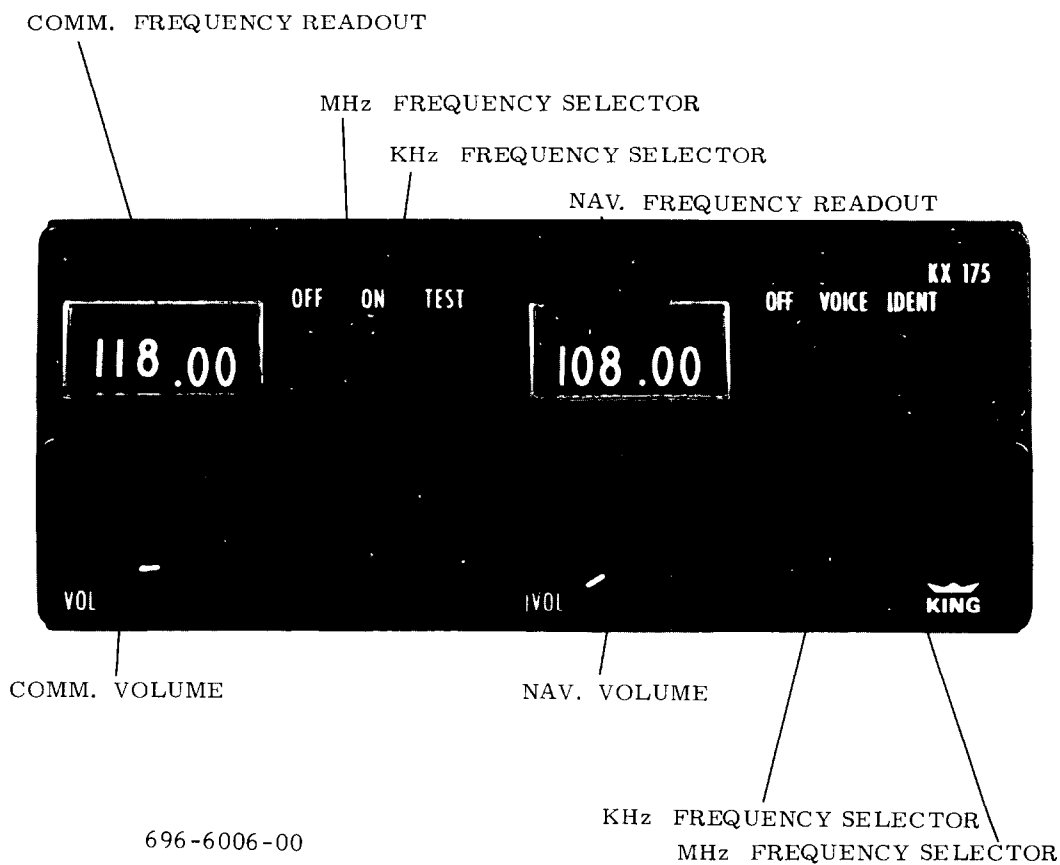 COMM. FREQUENCY READOUT
MHz FREQUENCY SELECTOR
KHz FREQUENCY SELECTOR
NAV. FREQUENCY READOUT
KX 175
OFF ON TEST
OFF VOICE IDENT
118.00
108.00
VOL
VOL
KING
COMM. VOLUME
NAV. VOLUME
KHz FREQUENCY SELECTOR
MHz FREQUENCY SELECTOR
696-6006-00